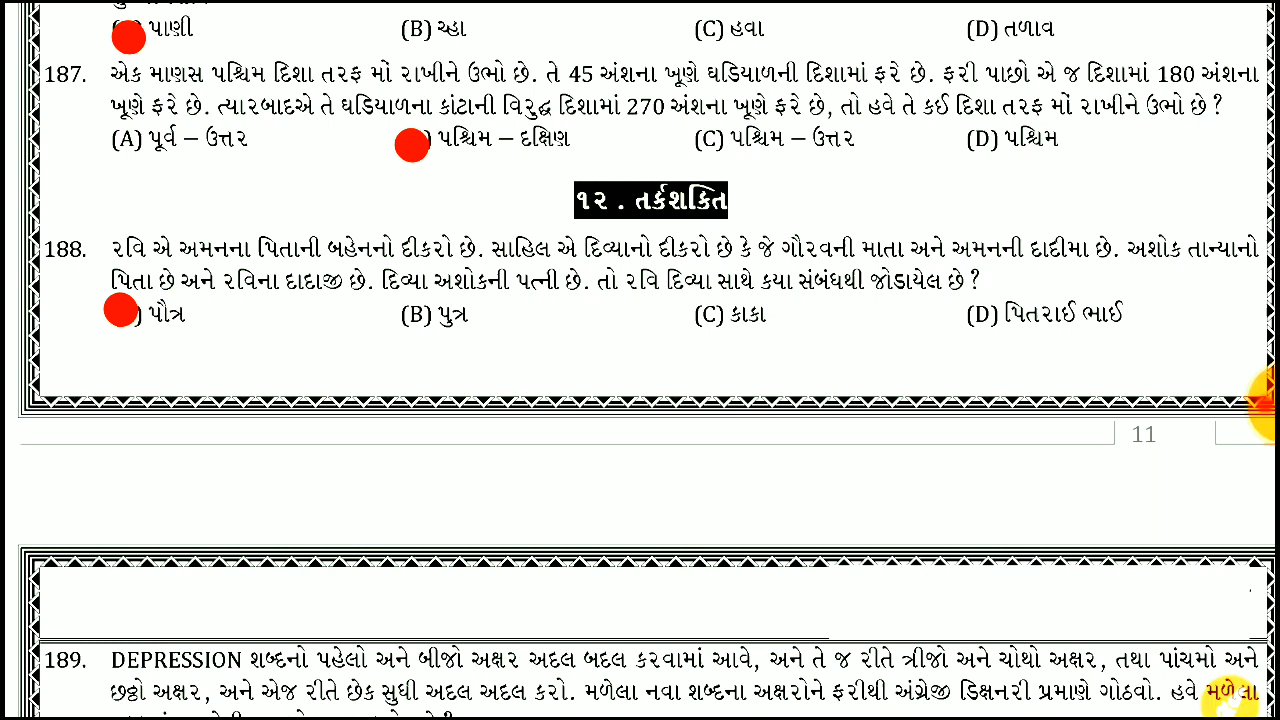 પાણી (B) ચ્હા (C) હવા (D) તળાવ
187. એક માણસ પશ્ચિમ દિશા તરફ મોં રાખીને ઉભો છે. તે 45 અંશના ખૂણે ઘડિયાળની દિશામાં ફરે છે. ફરી પાછો એ જ દિશામાં 180 અંશના
ખૂણે ફરે છે. ત્યારબાદએ તે ઘડિયાળના કાંટાની વિરુદ્ધ દિશામાં 270 અંશના ખૂણે ફરે છે, તો હવે તે કઈ દિશા તરફ મોં રાખીને ઉભો છે ?
(A) પૂર્વ – ઉત્તર ) પશ્ચિમ – દક્ષિણ (C) પશ્ચિમ – ઉત્તર (D) પશ્ચિમ
૧૨ . તર્કશકિત
188. રવિ એ અમનના પિતાની બહેનનો દીકરો છે. સાહિલ એ દિવ્યાનો દીકરો છે કે જે ગૌરવની માતા અને અમનની દાદીમા છે. અશોક તાન્યાનો
પિતા છે અને રવિના દાદાજી છે. દિવ્યા અશોકની પત્ની છે. તો રવિ દિવ્યા સાથે કયા સંબંધથી જોડાયેલ છે ?
) પૌત્ર (B) પુત્ર (C) કાકા (D) પિતરાઈ ભાઈ
11
189. DEPRESSION શબ્દનો પહેલો અને બીજો અક્ષર અદલ બદલ કરવામાં આવે, અને તે જ રીતે ત્રીજો અને ચોથો અક્ષર, તથા પાંચમો અને
છઠ્ઠો અક્ષર, અને એજ રીતે છેક સુધી અદલ અદલ કરો. મળેલા નવા શબ્દના અક્ષરોને ફરીથી અંગ્રેજી ડિક્ષનરી પ્રમાણે ગોઠવો. હવે મળેલા